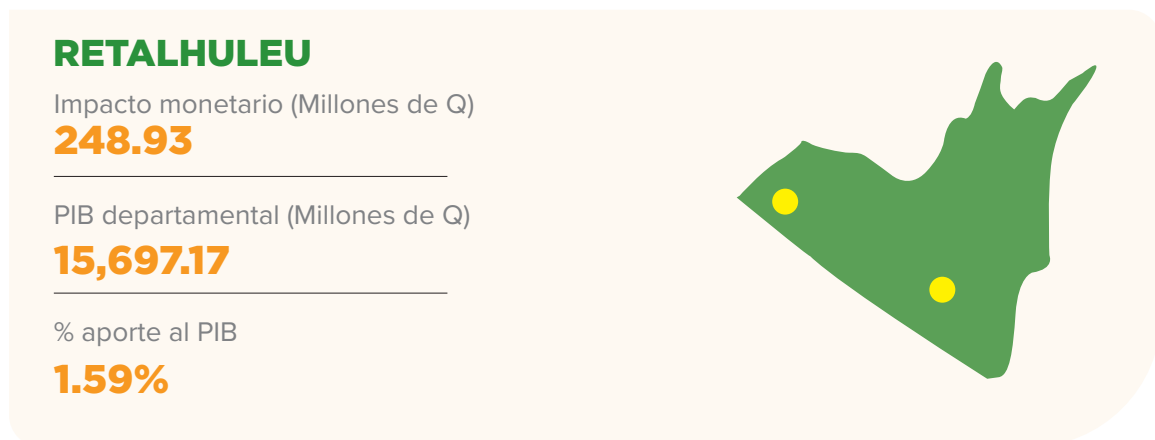 RETALHULEU
Impacto monetario (Millones de Q)
248.93
PIB departamental (Millones de Q)
15,697.17
% aporte al PIB
1.59%